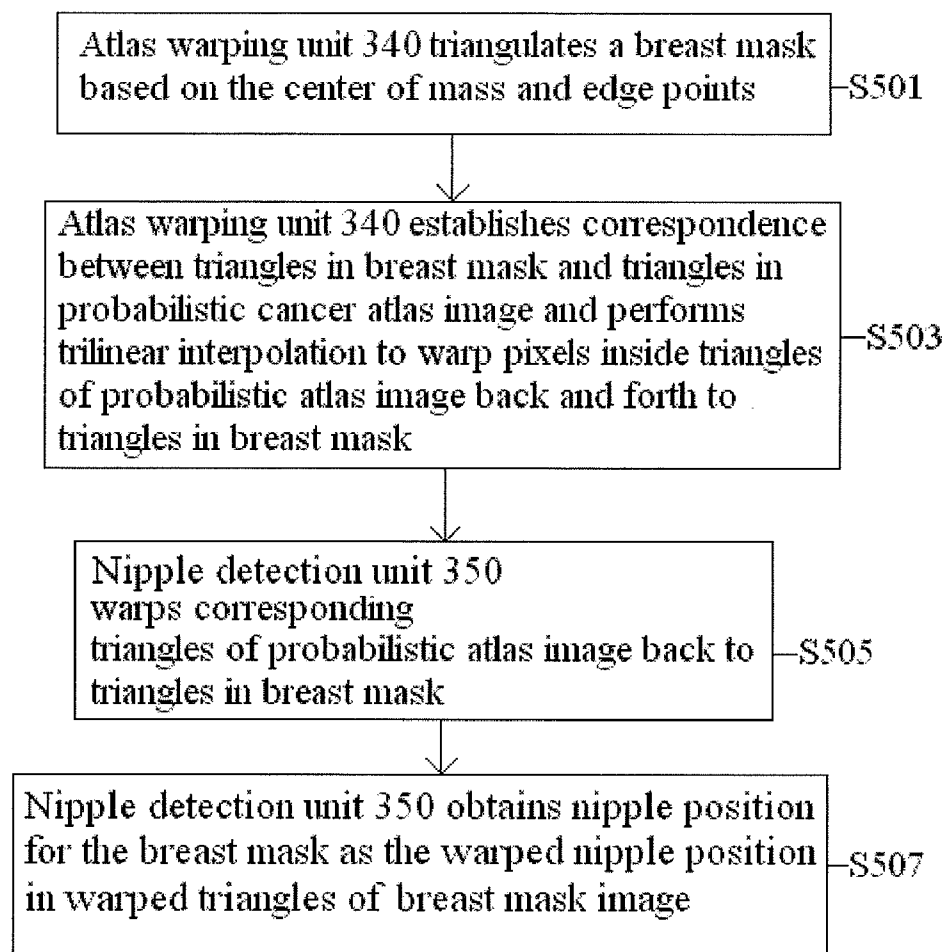 Atlas warping unit 340 triangulates a breast mask
based on the center of mass and edge points
S501
Atlas warping unit 340 establishes correspondence
between triangles in breast mask and triangles in
probabilistic cancer atlas image and performs
trilinear interpolation to warp pixels inside triangles
of probabilistic atlas image back and forth to
triangles in breast mask
S503
Nipple detection unit 350
warps corresponding
triangles of probabilistic atlas image back to
triangles in breast mask
S505
Nipple detection unit 350 obtains nipple position
for the breast mask as the warped nipple position
in warped triangles of breast mask image
S507